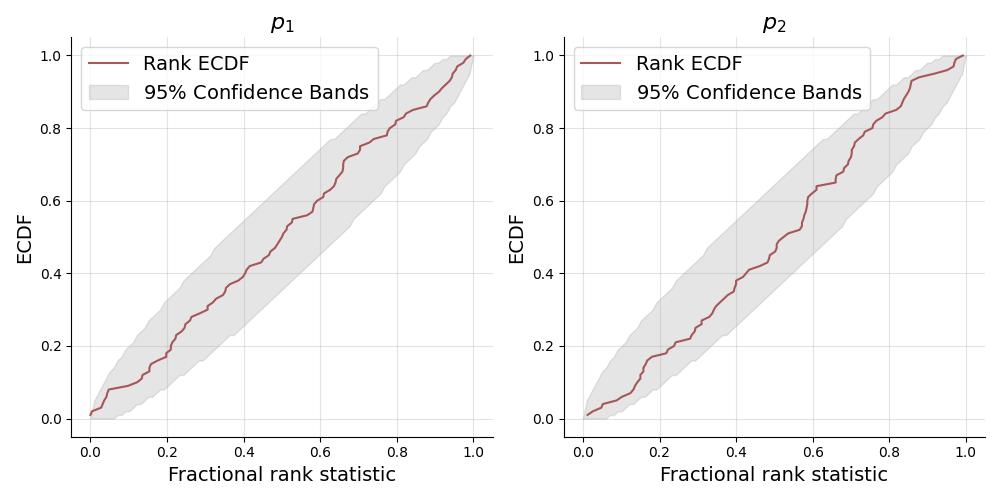 p₁
Rank ECDF
95% Confidence Bands
ECDF
1.0
0.8
0.6
0.4
0.2
0.0
0.0 0.2 0.4 0.6 0.8 1.0
Fractional rank statistic
p₂
Rank ECDF
95% Confidence Bands
ECDF
1.0
0.8
0.6
0.4
0.2
0.0
0.0 0.2 0.4 0.6 0.8 1.0
Fractional rank statistic